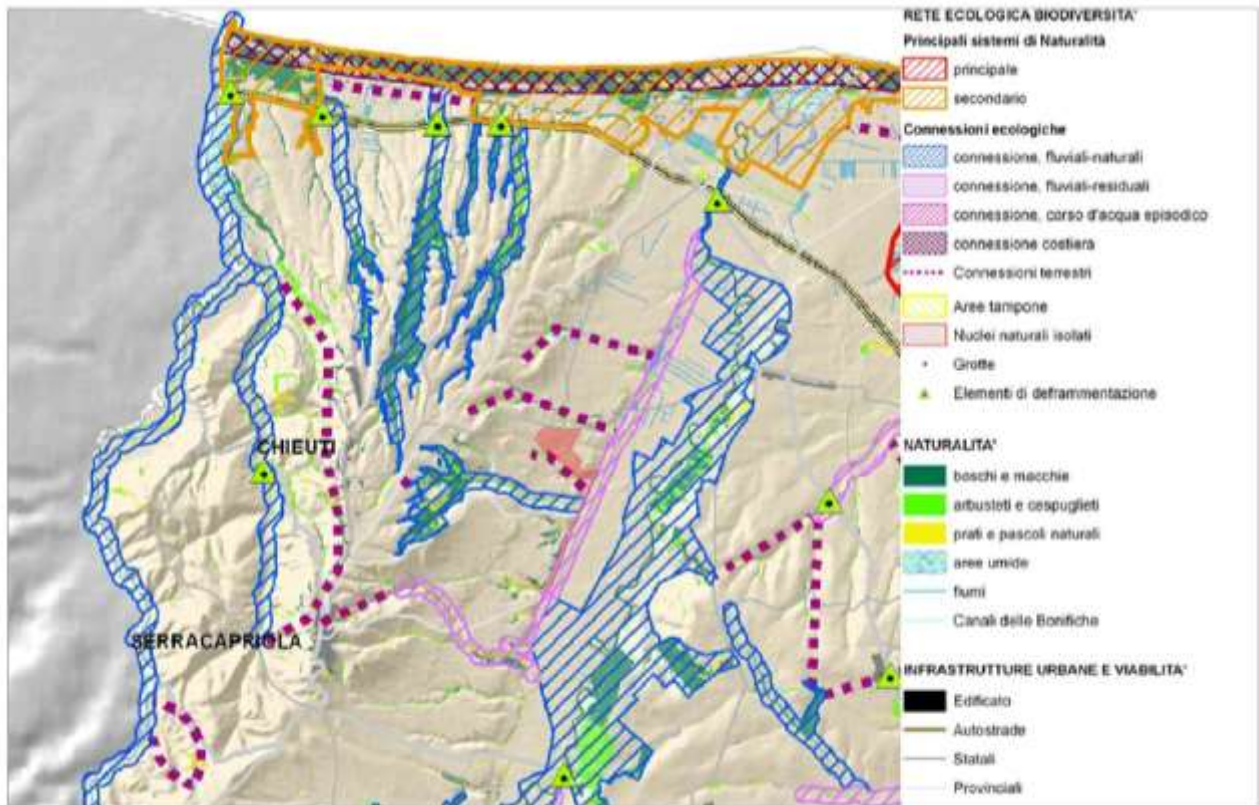 CHIEUTI
SERRACAPRIOLA
RETE ECOLOGICA BIODIVERSITA'
Principali sistemi di Naturalità
principale
secondario
Connessioni ecologiche
connessione, fluviali-naturali
connessione, fluviali-residuali
connessione, corso d'acqua episodico
connessione costiera
Connessioni terrestri
Aree tampone
Nuclei naturali isolati
Grotte
Elementi di deframmentazione
NATURALITA'
boschi e macchie
arbusteti e cespuglieti
prati e pascoli naturali
aree umide
fiumi
Canali delle Bonifiche
INFRASTRUTTURE URBANE E VIABILITA'
Edificato
Autostrade
Statali
Provinciali